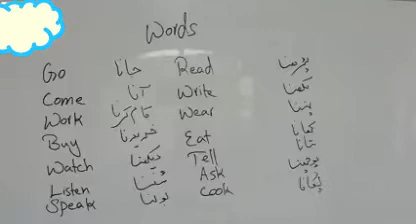 Words
Go جانا Read پڑھنا
Come آنا Write لکھنا
Work کام کرنا Wear پہننا
Buy خریدنا Eat کھانا
Watch دیکھنا Tell بتانا
Listen سننا Ask پوچھنا
Speak بولنا Cook پکانا